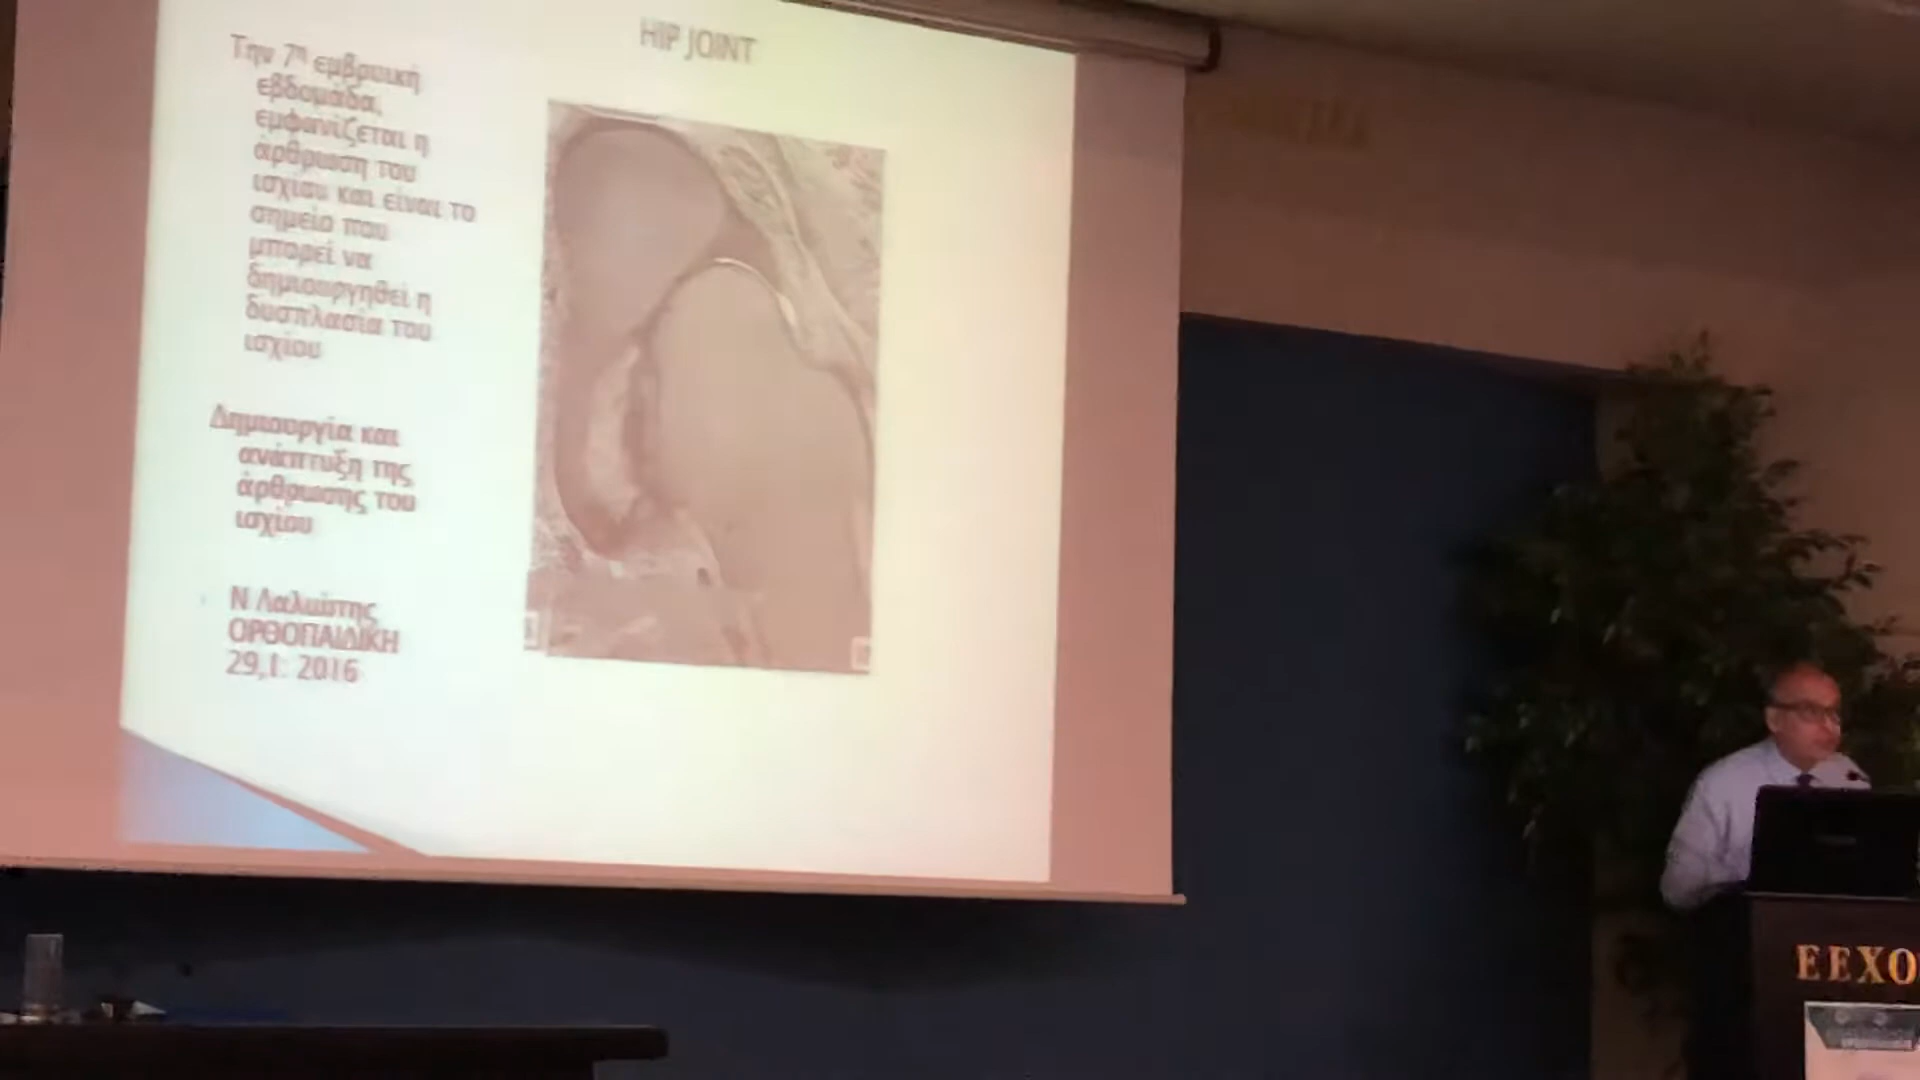 HIP JOINT
Την 7η εμβρυική
εβδομάδα,
εμφανίζεται η
άρθρωση του
ισχίου και είναι το
σημείο που
μπορεί να
δημιουργηθεί η
δυσπλασία του
ισχίου
Δημιουργία και
ανάπτυξη της
άρθρωσης του
ισχίου
Ν Λαλιώτης
ΟΡΘΟΠΑΙΔΙΚΗ
29,1. 2016
ΕΕΧΟ